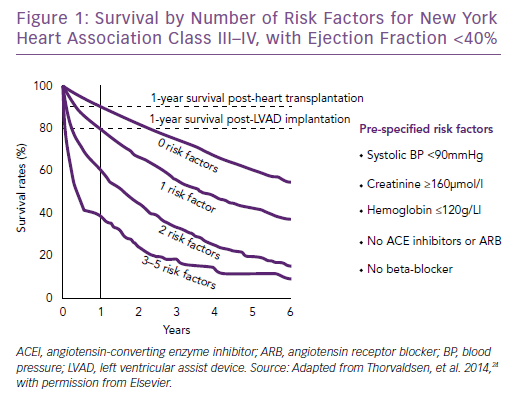 Figure 1: Survival by Number of Risk Factors for New York
Heart Association Class III–IV, with Ejection Fraction <40%
100
80
60
40
20
0
Survival rates (%)
1-year survival post-heart transplantation
1-year survival post-LVAD implantation
0 risk factors
1 risk factor
2 risk factors
3–5 risk factors
0 1 2 3 4 5 6
Years
Pre-specified risk factors
• Systolic BP <90mmHg
• Creatinine ≥160µmol/l
• Hemoglobin ≤120g/Ll
• No ACE inhibitors or ARB
• No beta-blocker
ACEI, angiotensin-converting enzyme inhibitor; ARB, angiotensin receptor blocker; BP, blood
pressure; LVAD, left ventricular assist device. Source: Adapted from Thorvaldsen, et al. 2014,²⁴
with permission from Elsevier.